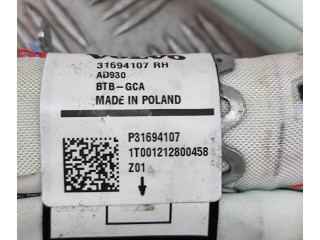 VOLVO
31694107 RH
AD930
BTB-GCA
MADE IN POLAND
P31694107
1T001212800458
Z01